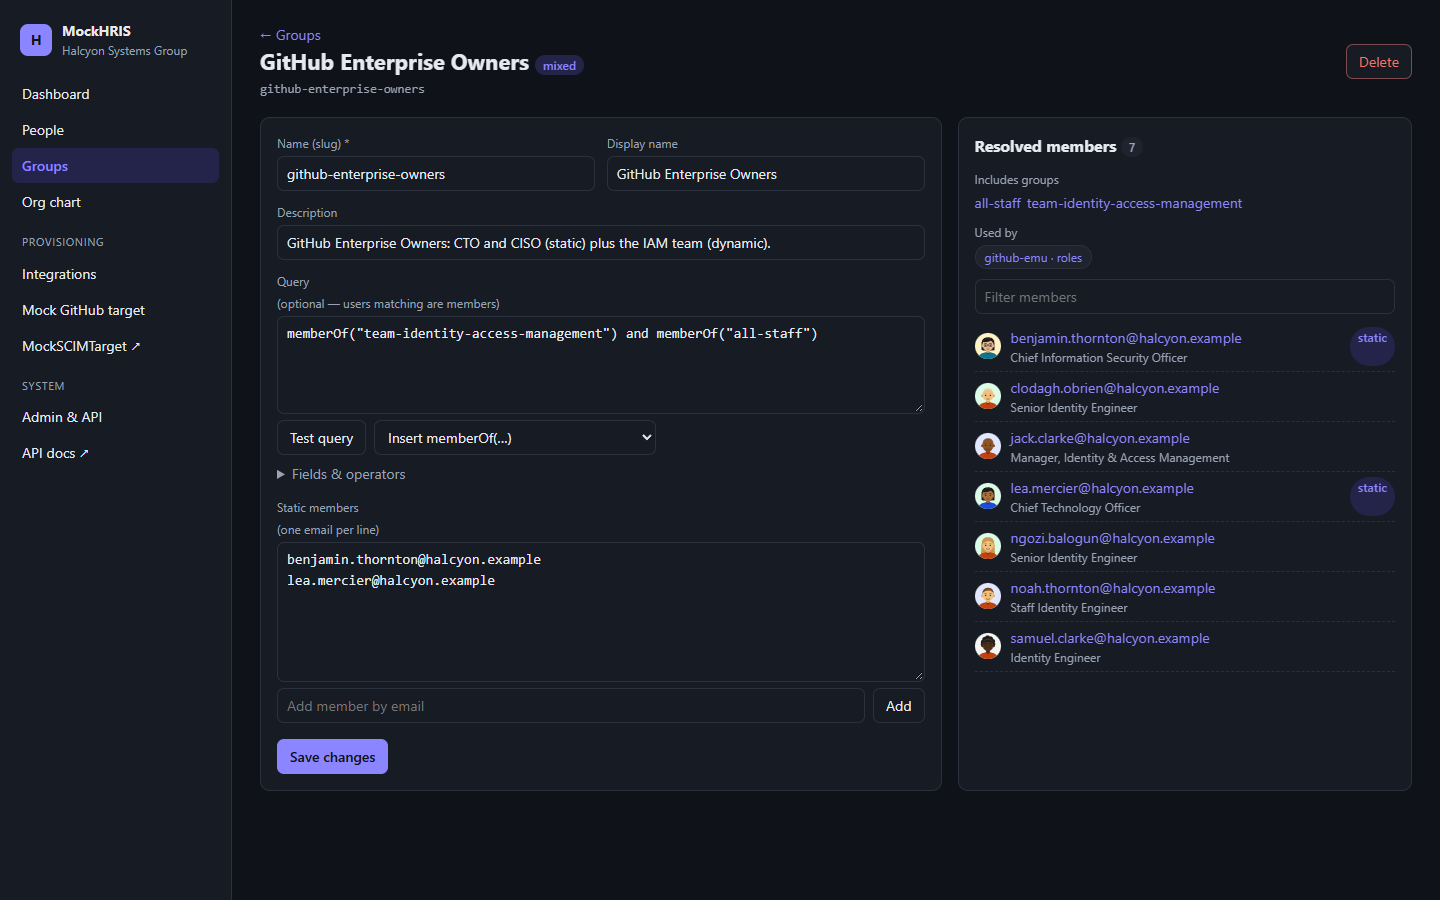 H
MockHRIS
Halcyon Systems Group
Dashboard
People
Groups
Org chart
PROVISIONING
Integrations
Mock GitHub target
MockSCIMTarget ↗
SYSTEM
Admin & API
API docs ↗
← Groups
GitHub Enterprise Owners mixed
github-enterprise-owners
Delete
Name (slug) *
Display name
github-enterprise-owners
GitHub Enterprise Owners
Description
GitHub Enterprise Owners: CTO and CISO (static) plus the IAM team (dynamic).
Query
(optional — users matching are members)
memberOf("team-identity-access-management") and memberOf("all-staff")
Test query
Insert memberOf(...)
▶ Fields & operators
Static members
(one email per line)
benjamin.thornton@halcyon.example
lea.mercier@halcyon.example
Add member by email
Add
Save changes
Resolved members 7
Includes groups
all-staff team-identity-access-management
Used by
github-emu · roles
Filter members
benjamin.thornton@halcyon.example static
Chief Information Security Officer
clodagh.obrien@halcyon.example
Senior Identity Engineer
jack.clarke@halcyon.example
Manager, Identity & Access Management
lea.mercier@halcyon.example static
Chief Technology Officer
ngozi.balogun@halcyon.example
Senior Identity Engineer
noah.thornton@halcyon.example
Staff Identity Engineer
samuel.clarke@halcyon.example
Identity Engineer